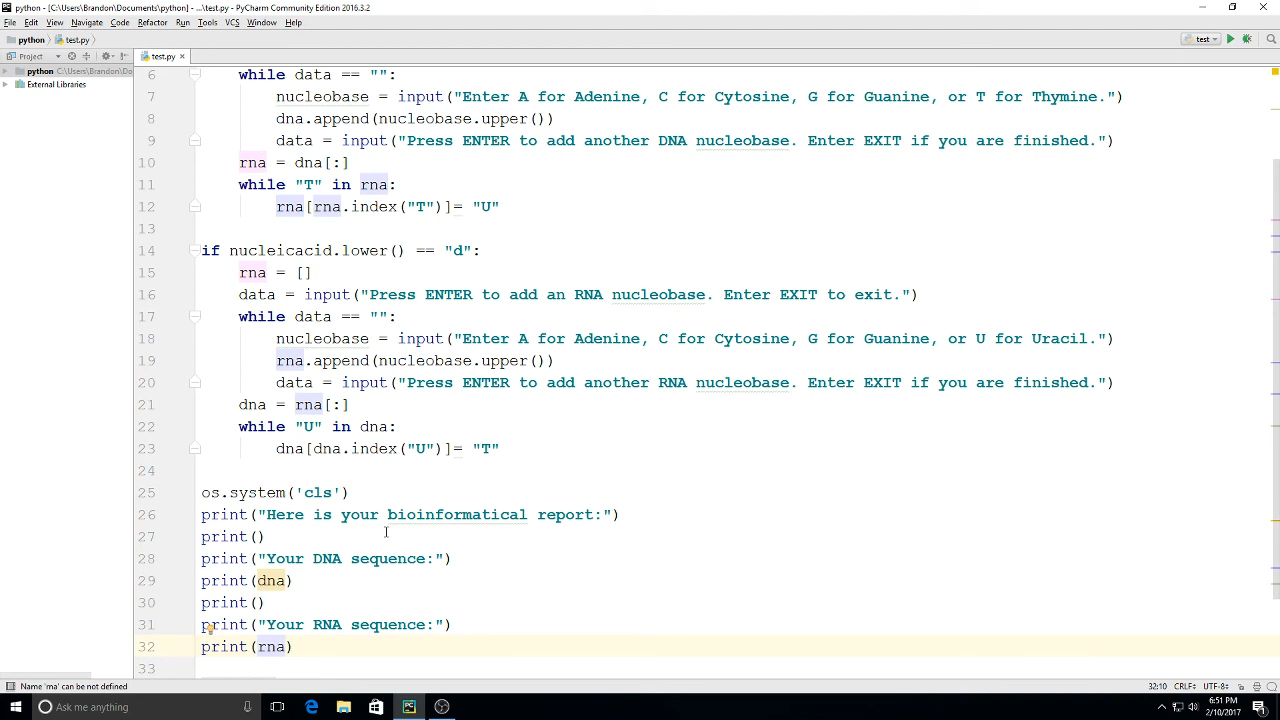 python - [C:\Users\Brandon\Documents\python] - ...\test.py - PyCharm Community Edition 2016.3.2
File Edit View Navigate Code Refactor Run Tools VCS Window Help
python test.py test
Project test.py
python C:\Users\Brandon\Do
External Libraries
6 while data == "":
7 nucleobase = input("Enter A for Adenine, C for Cytosine, G for Guanine, or T for Thymine.")
8 dna.append(nucleobase.upper())
9 data = input("Press ENTER to add another DNA nucleobase. Enter EXIT if you are finished.")
10 rna = dna[:]
11 while "T" in rna:
12 rna[rna.index("T")]= "U"
13
14 if nucleicacid.lower() == "d":
15 rna = []
16 data = input("Press ENTER to add an RNA nucleobase. Enter EXIT to exit.")
17 while data == "":
18 nucleobase = input("Enter A for Adenine, C for Cytosine, G for Guanine, or U for Uracil.")
19 rna.append(nucleobase.upper())
20 data = input("Press ENTER to add another RNA nucleobase. Enter EXIT if you are finished.")
21 dna = rna[:]
22 while "U" in dna:
23 dna[dna.index("U")]= "T"
24
25 os.system('cls')
26 print("Here is your bioinformatical report:")
27 print()
28 print("Your DNA sequence:")
29 print(dna)
30 print()
31 print("Your RNA sequence:")
32 print(rna)
33
Name 'rna' can be not defined 32:10 CRLF÷ UTF-8÷
Ask me anything 6:51 PM
2/10/2017